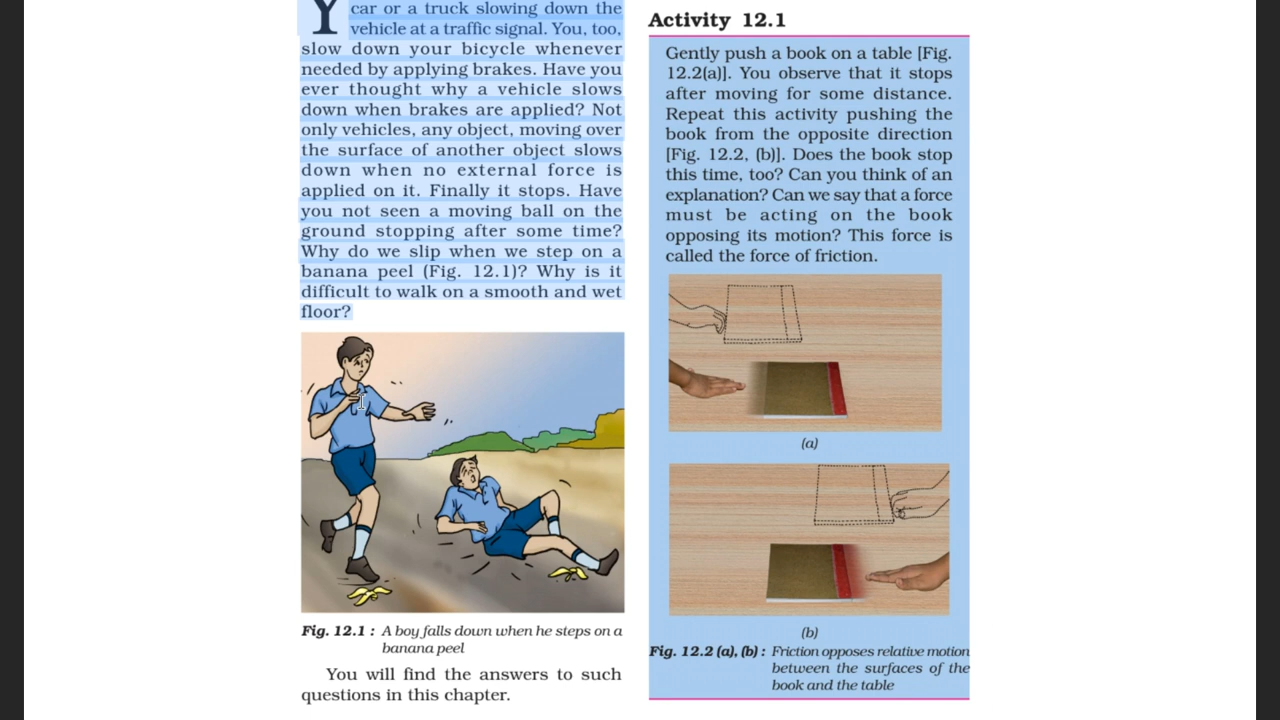 Y car or a truck slowing down the
vehicle at a traffic signal. You, too,
slow down your bicycle whenever
needed by applying brakes. Have you
ever thought why a vehicle slows
down when brakes are applied? Not
only vehicles, any object, moving over
the surface of another object slows
down when no external force is
applied on it. Finally it stops. Have
you not seen a moving ball on the
ground stopping after some time?
Why do we slip when we step on a
banana peel (Fig. 12.1)? Why is it
difficult to walk on a smooth and wet
floor?
Fig. 12.1 : A boy falls down when he steps on a
banana peel
You will find the answers to such
questions in this chapter.
Activity 12.1
Gently push a book on a table [Fig.
12.2(a)]. You observe that it stops
after moving for some distance.
Repeat this activity pushing the
book from the opposite direction
[Fig. 12.2, (b)]. Does the book stop
this time, too? Can you think of an
explanation? Can we say that a force
must be acting on the book
opposing its motion? This force is
called the force of friction.
(a)
(b)
Fig. 12.2 (a), (b) : Friction opposes relative motion
between the surfaces of the
book and the table